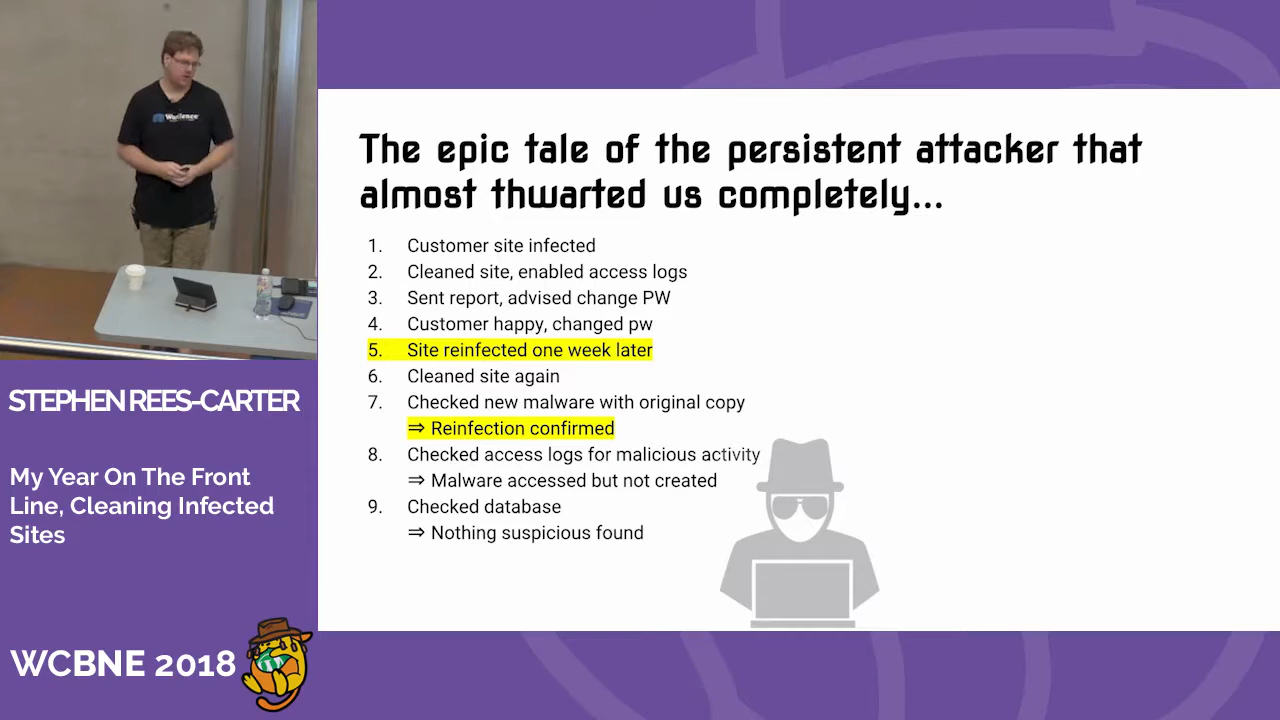 The epic tale of the persistent attacker that
almost thwarted us completely...
1. Customer site infected
2. Cleaned site, enabled access logs
3. Sent report, advised change PW
4. Customer happy, changed pw
5. Site reinfected one week later
6. Cleaned site again
7. Checked new malware with original copy
⇒ Reinfection confirmed
8. Checked access logs for malicious activity
⇒ Malware accessed but not created
9. Checked database
⇒ Nothing suspicious found
STEPHEN REES-CARTER
My Year On The Front
Line, Cleaning Infected
Sites
WCBNE 2018